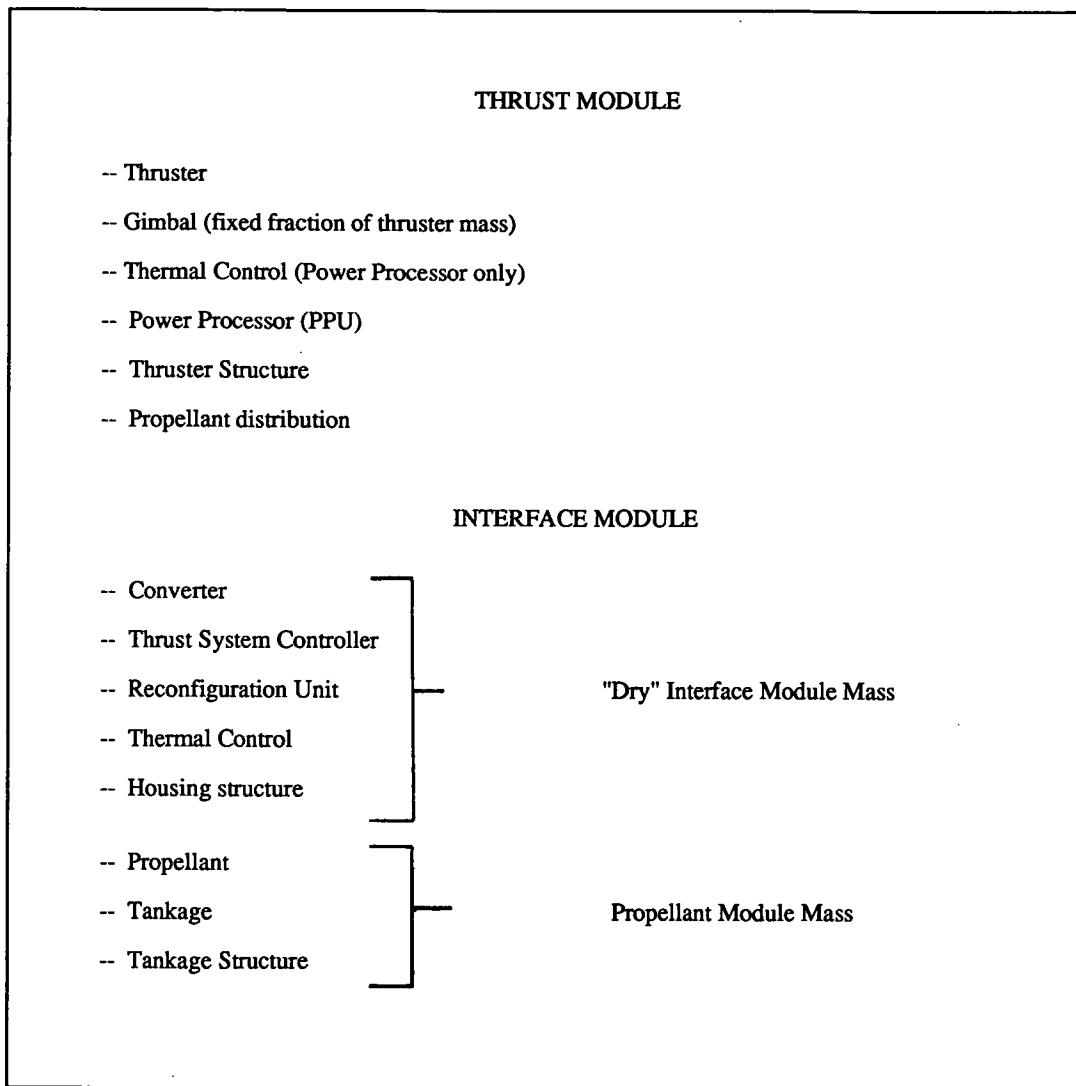 THRUST MODULE
-- Thruster
-- Gimbal (fixed fraction of thruster mass)
-- Thermal Control (Power Processor only)
-- Power Processor (PPU)
-- Thruster Structure
-- Propellant distribution
INTERFACE MODULE
-- Converter
-- Thrust System Controller
-- Reconfiguration Unit
"Dry" Interface Module Mass
-- Thermal Control
-- Housing structure
-- Propellant
-- Tankage
Propellant Module Mass
-- Tankage Structure